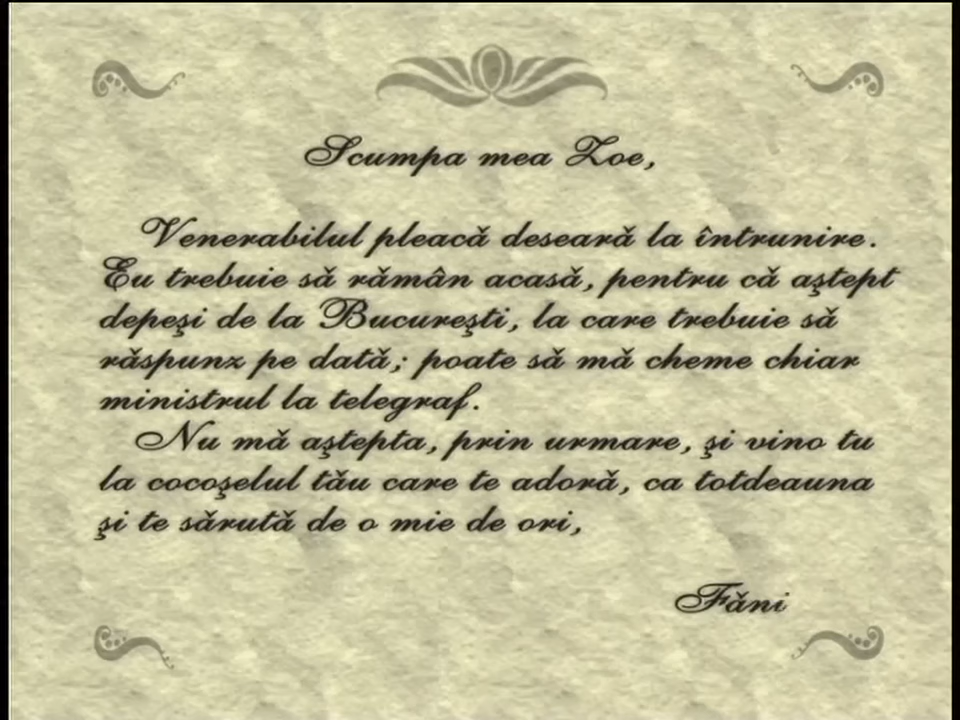 Scumpa mea Zoe,
Venerabilul pleacă deseară la întrunire.
Eu trebuie să rămân acasă, pentru că aştept
depeşi de la Bucureşti, la care trebuie să
răspunz pe dată; poate să mă cheme chiar
ministrul la telegraf.
Nu mă aştepta, prin urmare, şi vino tu
la cocoşelul tău care te adoră, ca totdeauna
şi te sărută de o mie de ori,
Făni